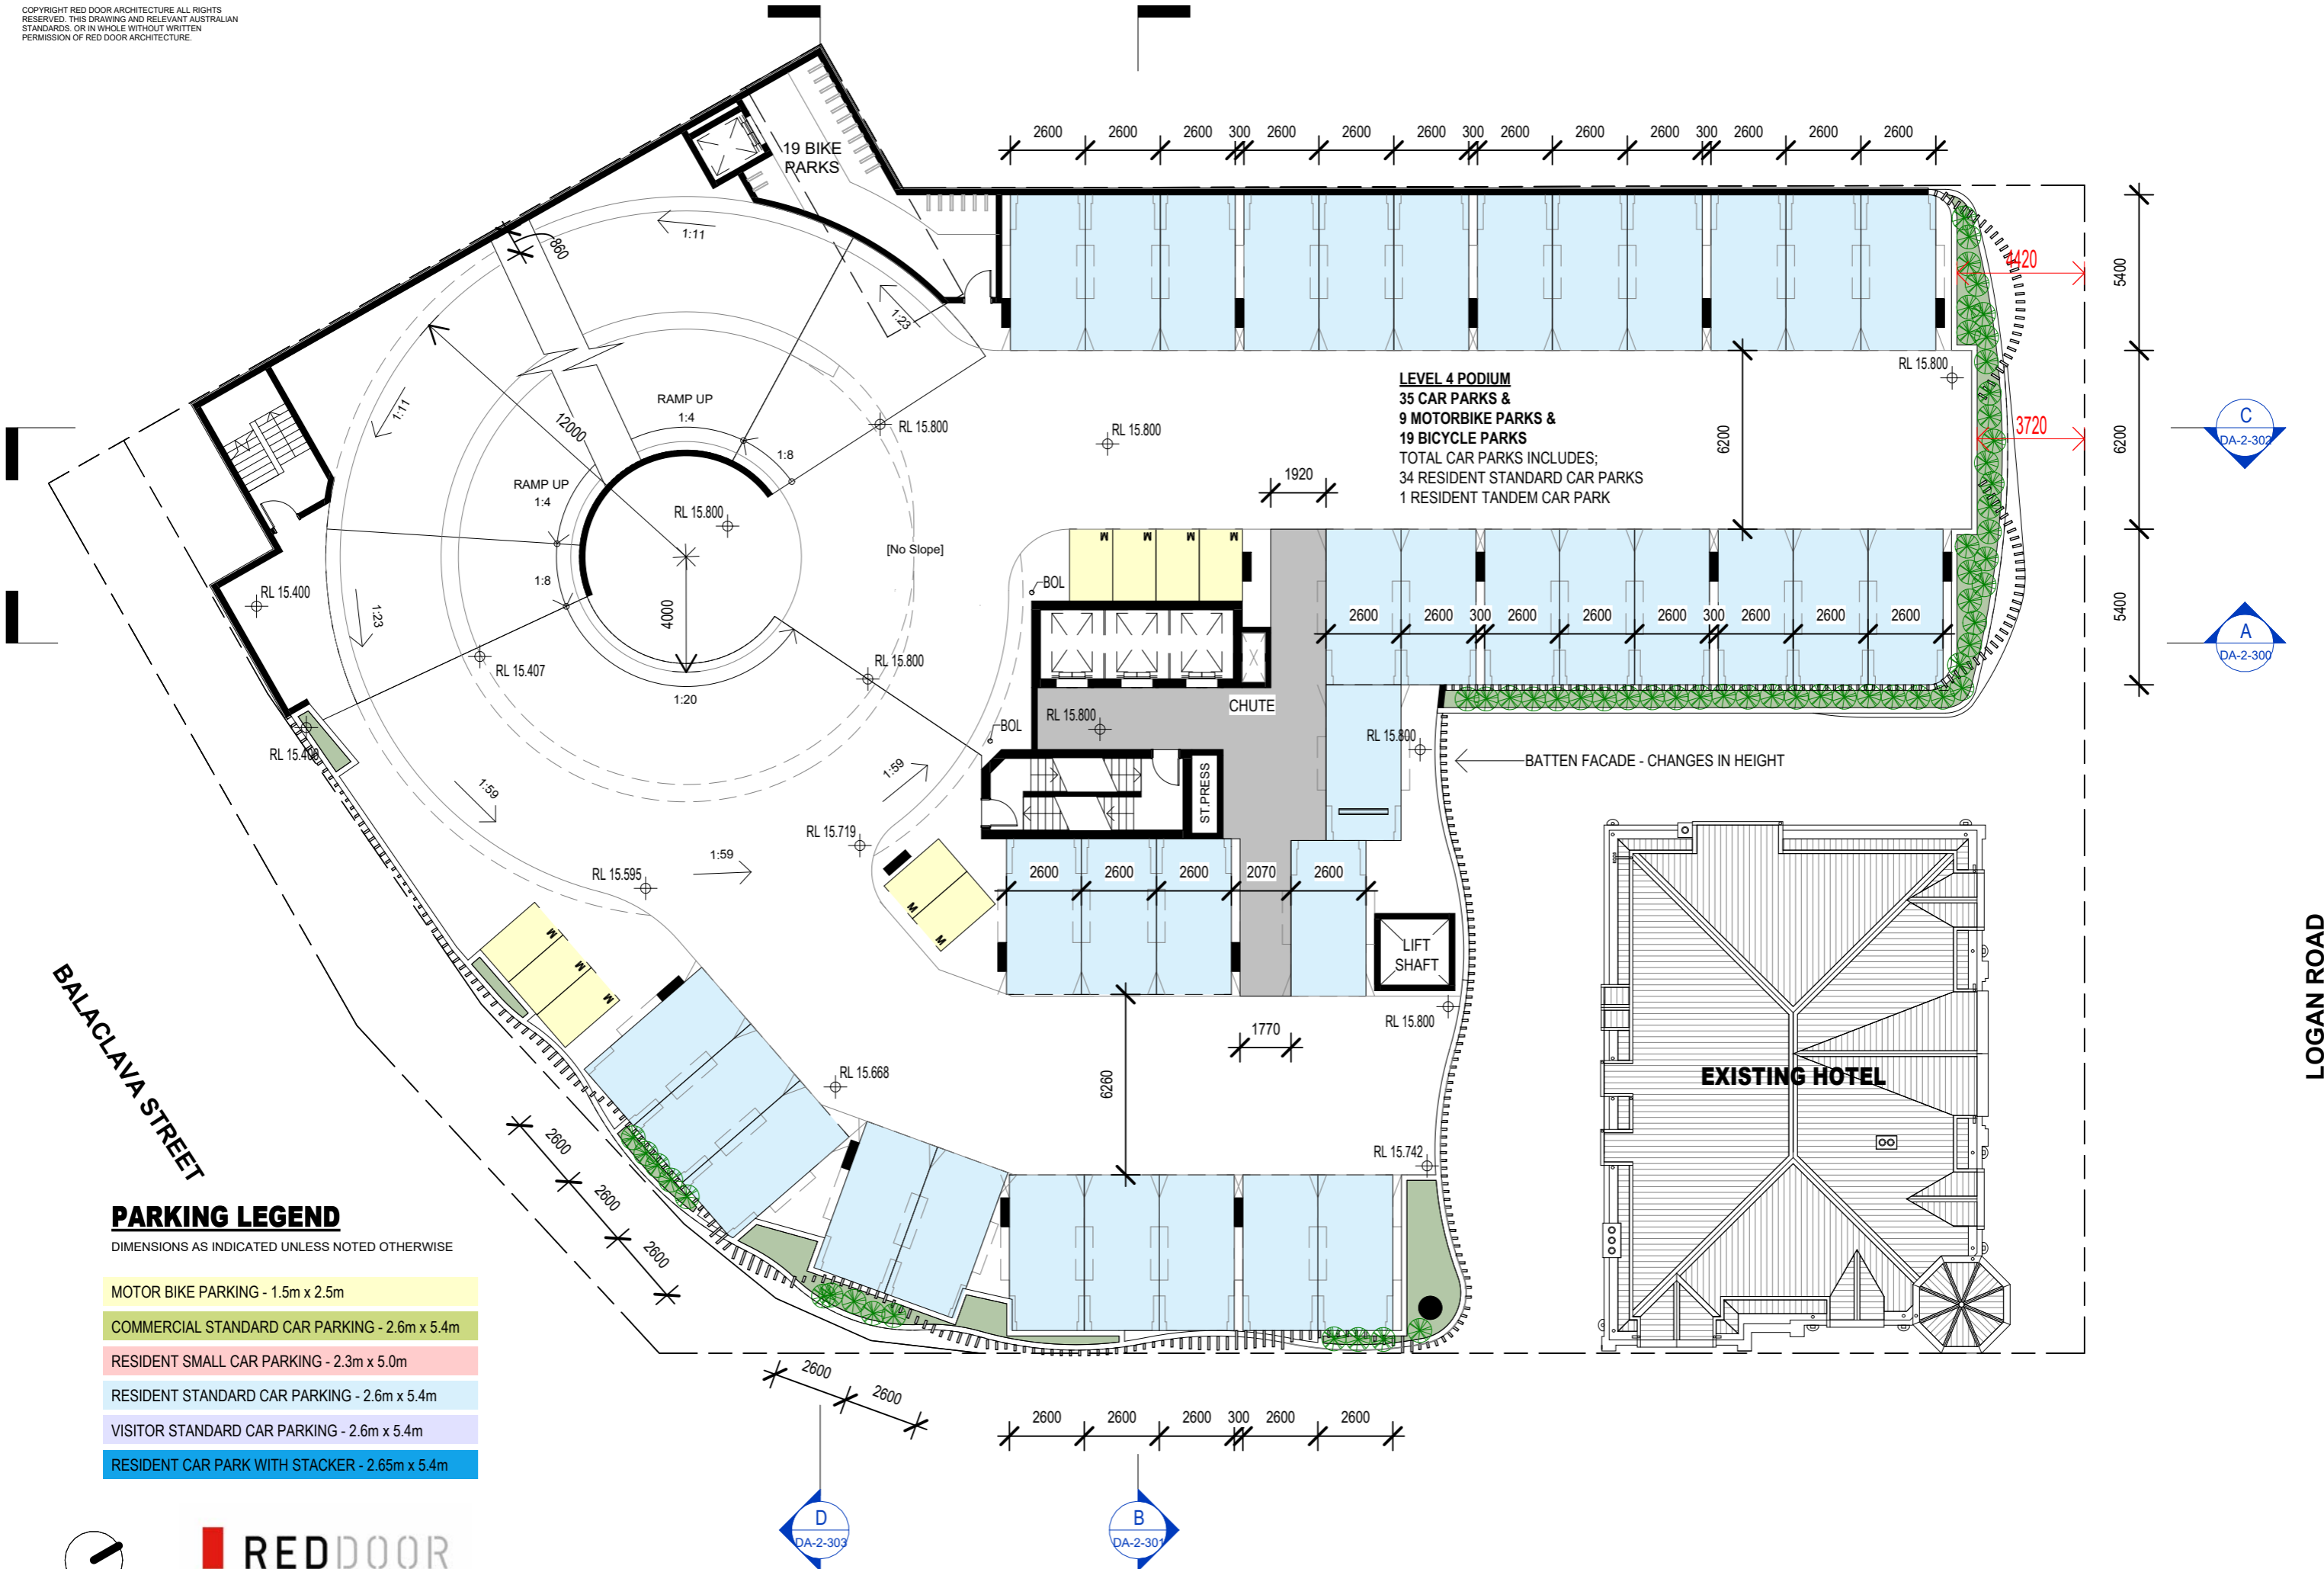 COPYRIGHT RED DOOR ARCHITECTURE ALL RIGHTS
RESERVED. THIS DRAWING AND RELEVANT AUSTRALIAN
STANDARDS. OR IN WHOLE WITHOUT WRITTEN
PERMISSION OF RED DOOR ARCHITECTURE.
2600 2600 2600 300 2600 2600 2600 300 2600 2600 2600 300 2600 2600 2600
19 BIKE
PARKS
1:11
860
1:23
4420
5400
RL 15.800
LEVEL 4 PODIUM
35 CAR PARKS &
9 MOTORBIKE PARKS &
19 BICYCLE PARKS
TOTAL CAR PARKS INCLUDES;
34 RESIDENT STANDARD CAR PARKS
1 RESIDENT TANDEM CAR PARK
1:11
12000
RAMP UP
1:4
RL 15.800
RL 15.800
6200
3720
6200
C
DA-2-302
1:8
1920
RAMP UP
1:4
RL 15.800
[No Slope]
M M M M
1:8
BOL
RL 15.400
1:23
4000
2600 2600 300 2600 2600 2600 300 2600 2600 2600
5400
A
DA-2-300
RL 15.407
RL 15.800
1:20
CHUTE
RL 15.800
BOL
RL 15.800
RL 15.400
BATTEN FACADE - CHANGES IN HEIGHT
1:59
1:59
ST.PRESS
RL 15.719
1:59
RL 15.595
2600 2600 2600 2070 2600
M
M
M
M
M
LIFT
SHAFT
LOGAN ROAD
BALACLAVA STREET
RL 15.800
1770
RL 15.668
6260
EXISTING HOTEL
2600
2600
2600
RL 15.742
PARKING LEGEND
DIMENSIONS AS INDICATED UNLESS NOTED OTHERWISE
MOTOR BIKE PARKING - 1.5m x 2.5m
COMMERCIAL STANDARD CAR PARKING - 2.6m x 5.4m
RESIDENT SMALL CAR PARKING - 2.3m x 5.0m
RESIDENT STANDARD CAR PARKING - 2.6m x 5.4m
VISITOR STANDARD CAR PARKING - 2.6m x 5.4m
RESIDENT CAR PARK WITH STACKER - 2.65m x 5.4m
2600
2600
2600 2600 2600 300 2600 2600
D
DA-2-303
B
DA-2-301
REDDOOR